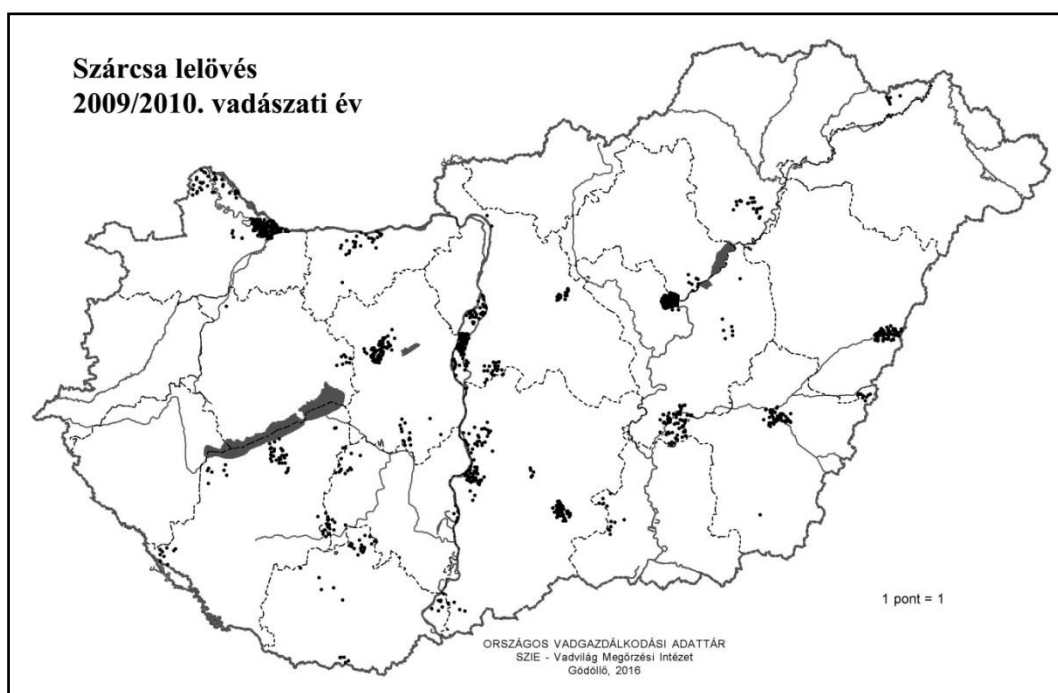 Szárcsa lelövés
2009/2010. vadászati év
1 pont = 1
ORSZÁGOS VADGAZDÁLKODÁSI ADATTÁR
SZIE - Vadvilág Megőrzési Intézet
Gödöllő, 2016